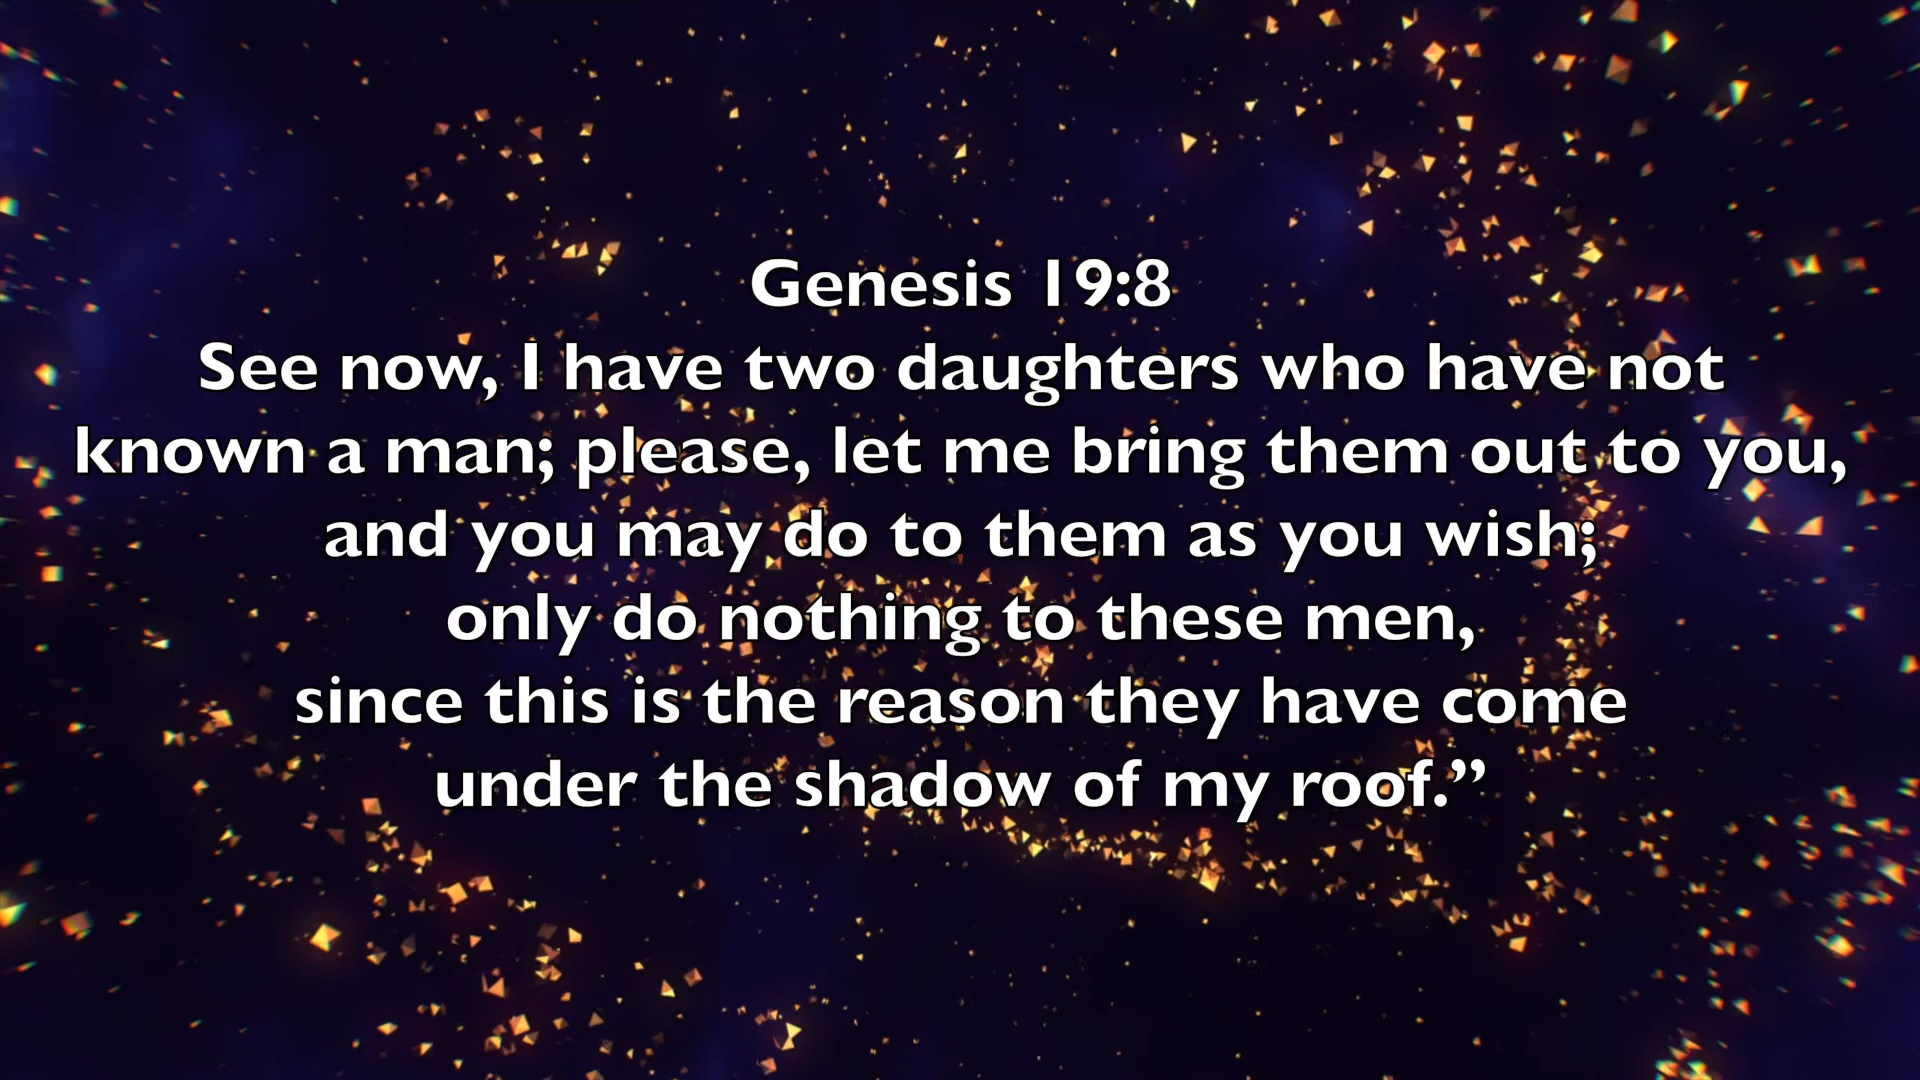 Genesis 19:8
See now, I have two daughters who have not
known a man; please, let me bring them out to you,
and you may do to them as you wish;
only do nothing to these men,
since this is the reason they have come
under the shadow of my roof.”